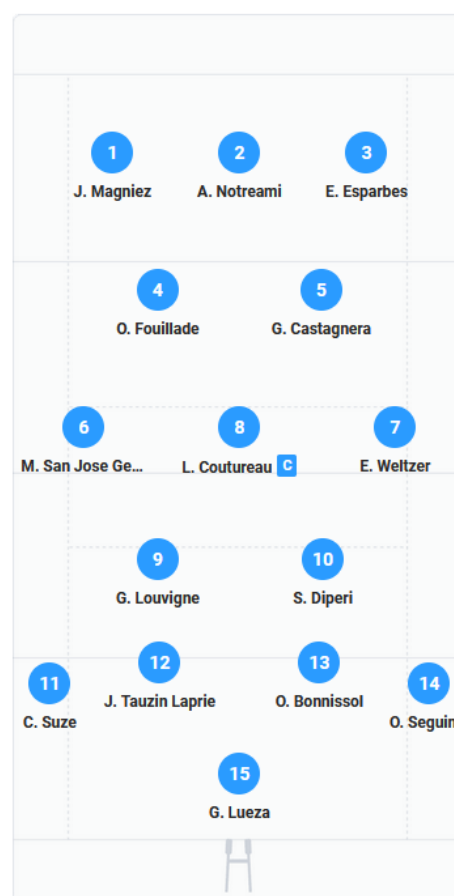 1 2 3
J. Magniez A. Notreami E. Esparbes
4 5
O. Fouillade G. Castagnera
6 8 7
M. San Jose Ge... L. Coutureau C E. Weltzer
9 10
G. Louvigne S. Diperi
12 13
J. Tauzin Laprie O. Bonnissol
11 14
C. Suze O. Seguin
15
G. Lueza